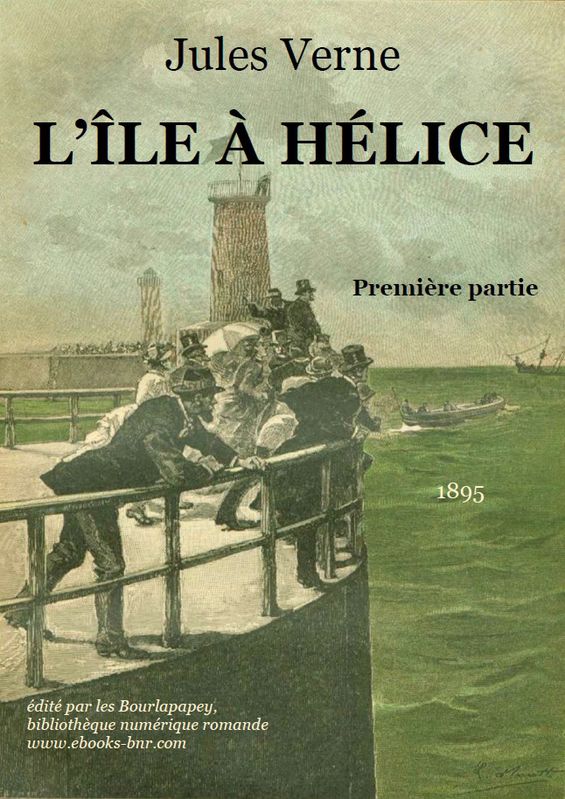 Jules Verne
L’ÎLE À HÉLICE
Première partie
1895
édité par les Bourlapapey,
bibliothèque numérique romande
www.ebooks-bnr.com